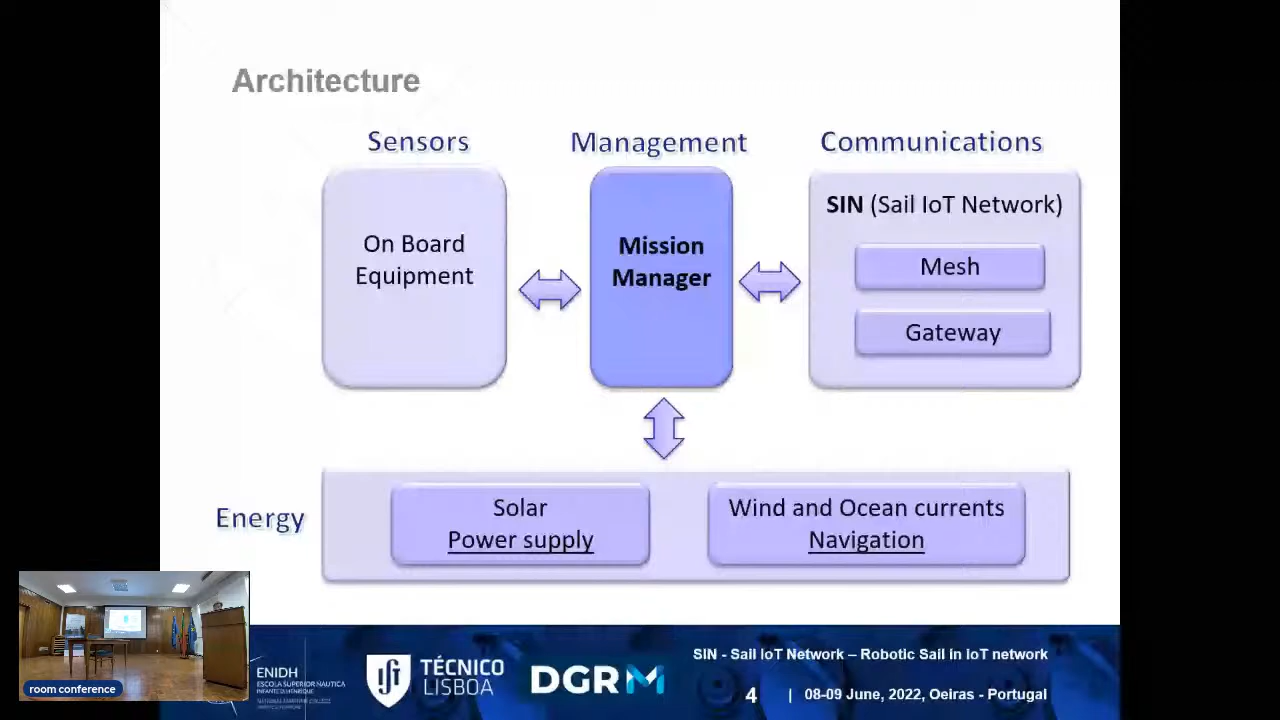 Architecture
Sensors
Management
Communications
On Board
Equipment
Mission
Manager
SIN (Sail IoT Network)
Mesh
Gateway
Energy
Solar
Power supply
Wind and Ocean currents
Navigation
room conference
ENIDH
ESCOLA SUPERIOR NÁUTICA
INFANTE D. HENRIQUE
TÉCNICO
LISBOA
DGRM
SIN - Sail IoT Network – Robotic Sail in IoT network
4 | 08-09 June, 2022, Oeiras - Portugal